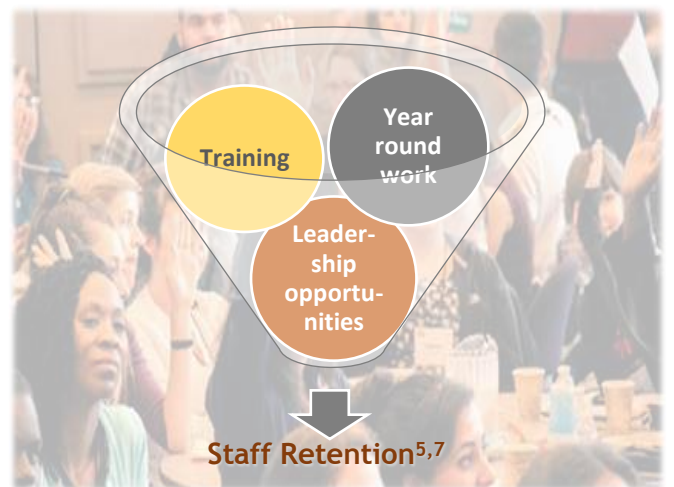 Training
Year
round
work
Leader-
ship
opportu-
nities
Staff Retention5,7